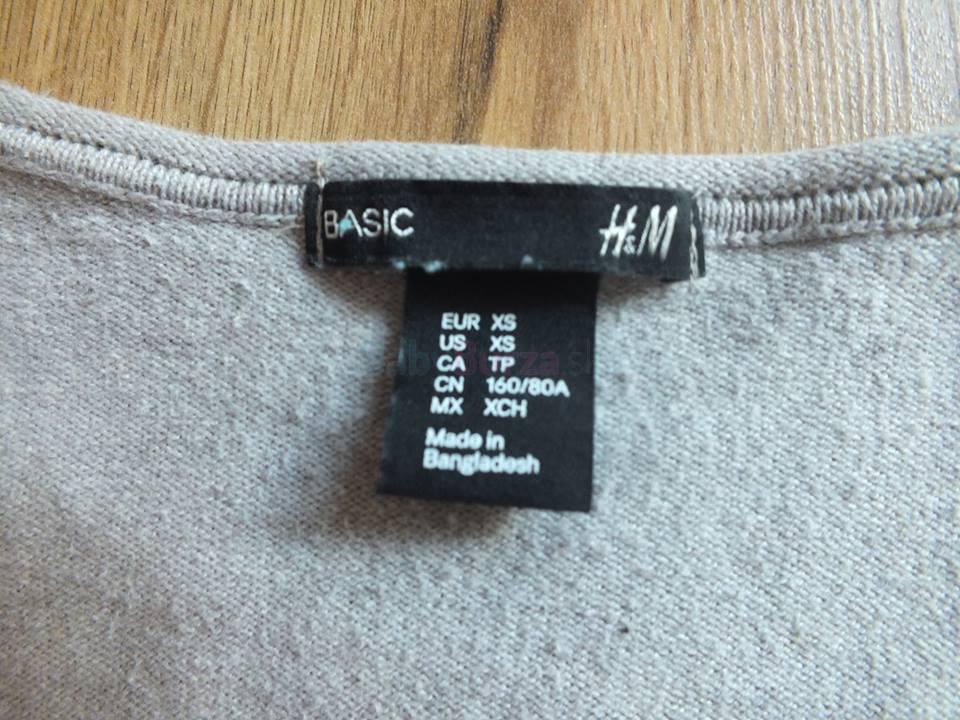 BASIC H&M
EUR XS
US XS
CA TP
CN 160/80A
MX XCH
Made in
Bangladesh